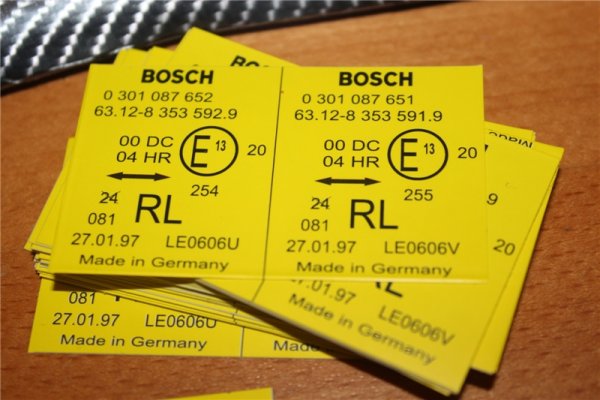 BOSCH
0 301 087 652
63.12-8 353 592.9
00 DC
04 HR
E 13
20
254
24
081
RL
27.01.97 LE0606U
Made in Germany
BOSCH
0 301 087 651
63.12-8 353 591.9
00 DC
04 HR
E 13
20
255
24
081
RL
27.01.97 LE0606V
Made in Germany
20
081
27.01.97 LE0606U
Made in Germany
.01.97 LE0606V
Made in Germany